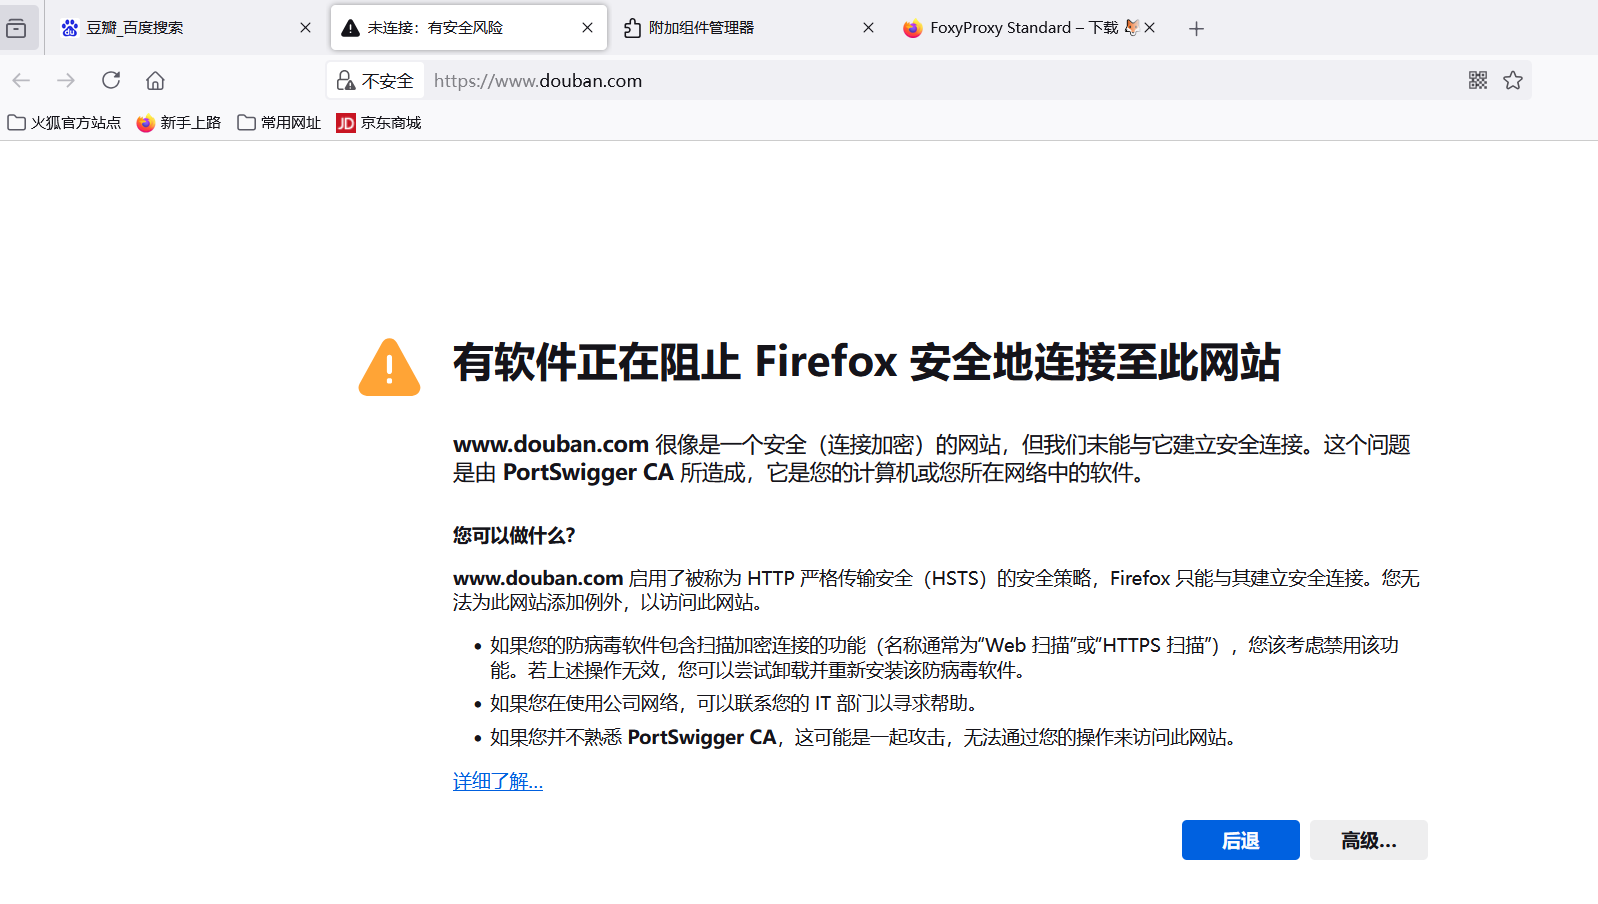 豆瓣_百度搜索
未连接：有安全风险
附加组件管理器
FoxyProxy Standard – 下载 🦊
不安全
https://www.douban.com
火狐官方站点
新手上路
常用网址
JD 京东商城
有软件正在阻止 Firefox 安全地连接至此网站
www.douban.com 很像是一个安全（连接加密）的网站，但我们未能与它建立安全连接。这个问题
是由 PortSwigger CA 所造成，它是您的计算机或您所在网络中的软件。
您可以做什么？
www.douban.com 启用了被称为 HTTP 严格传输安全（HSTS）的安全策略，Firefox 只能与其建立安全连接。您无
法为此网站添加例外，以访问此网站。
• 如果您的防病毒软件包含扫描加密连接的功能（名称通常为“Web 扫描”或“HTTPS 扫描”），您该考虑禁用该功
能。若上述操作无效，您可以尝试卸载并重新安装该防病毒软件。
• 如果您在使用公司网络，可以联系您的 IT 部门以寻求帮助。
• 如果您并不熟悉 PortSwigger CA，这可能是一起攻击，无法通过您的操作来访问此网站。
详细了解...
后退
高级...